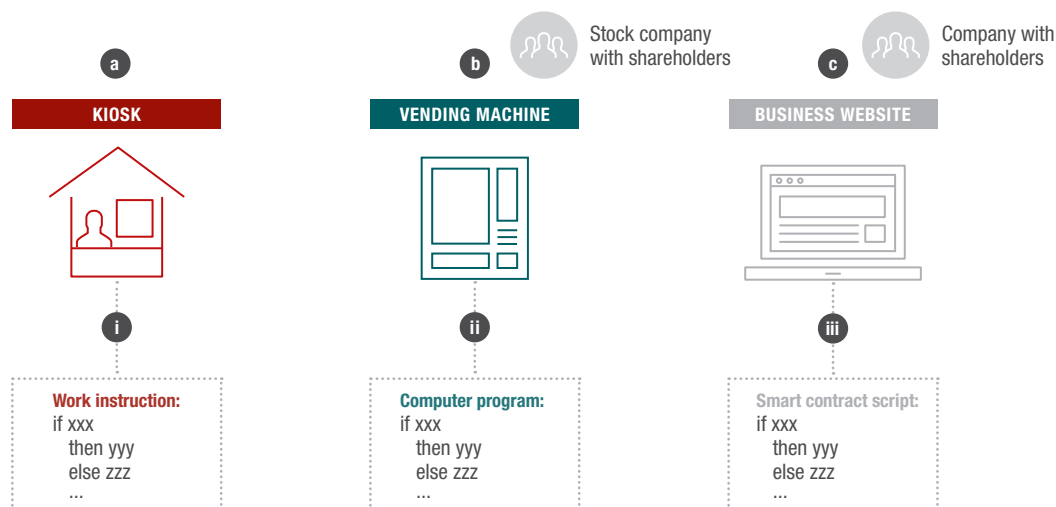 a
KIOSK
i
Work instruction:
if xxx
then yyy
else zzz
...
b
Stock company
with shareholders
VENDING MACHINE
ii
Computer program:
if xxx
then yyy
else zzz
...
c
Company with
shareholders
BUSINESS WEBSITE
iii
Smart contract script:
if xxx
then yyy
else zzz
...